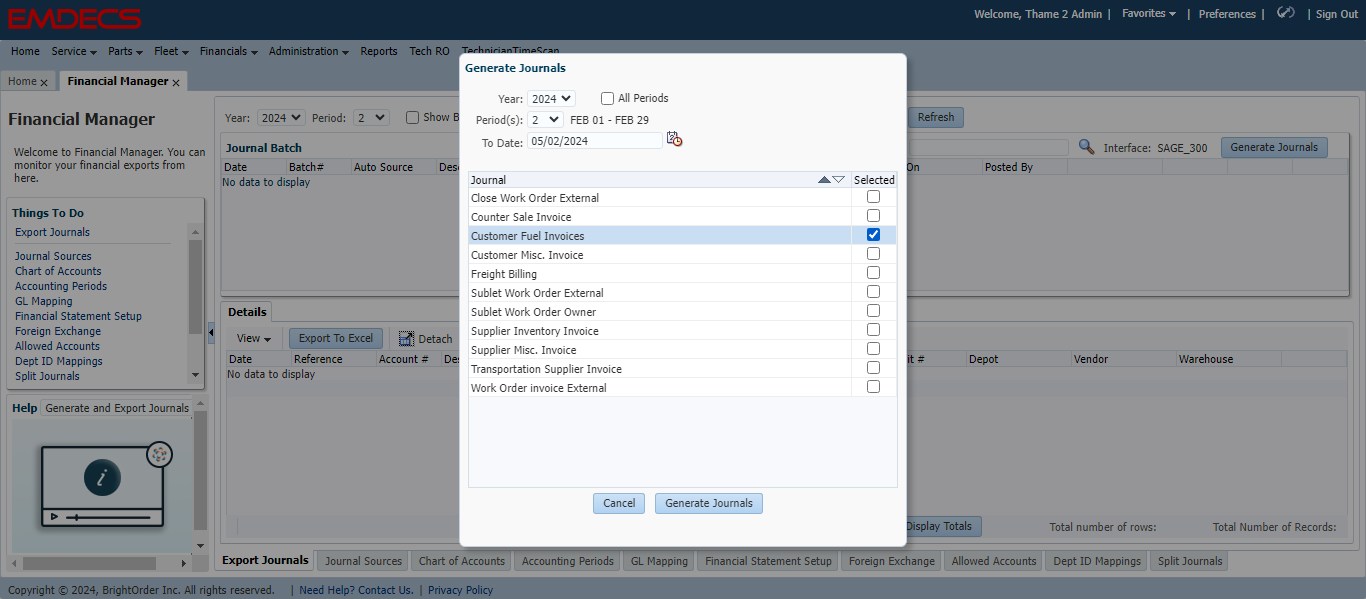 EMDECS
Welcome, Thame 2 Admin | Favorites | Preferences | | Sign Out
Home Service Parts Fleet Financials Administration Reports Tech RO TechnicianTimeScan
Home x Financial Manager x
Financial Manager
Welcome to Financial Manager. You can
monitor your financial exports from
here.
Things To Do
Export Journals
Journal Sources
Chart of Accounts
Accounting Periods
GL Mapping
Financial Statement Setup
Foreign Exchange
Allowed Accounts
Dept ID Mappings
Split Journals
Help Generate and Export Journals
i
Year: 2024 Period: 2 Show B Refresh
Journal Batch Interface: SAGE_300 Generate Journals
Date Batch# Auto Source Des On Posted By
No data to display
Details
View Export To Excel Detach
Date Reference Account # Des it # Depot Vendor Warehouse
No data to display
Display Totals Total number of rows: Total Number of Records:
Generate Journals
Year: 2024 All Periods
Period(s): 2 FEB 01 - FEB 29
To Date: 05/02/2024
Journal Selected
Close Work Order External
Counter Sale Invoice
Customer Fuel Invoices
Customer Misc. Invoice
Freight Billing
Sublet Work Order External
Sublet Work Order Owner
Supplier Inventory Invoice
Supplier Misc. Invoice
Transportation Supplier Invoice
Work Order invoice External
Cancel Generate Journals
Export Journals Journal Sources Chart of Accounts Accounting Periods GL Mapping Financial Statement Setup Foreign Exchange Allowed Accounts Dept ID Mappings Split Journals
Copyright © 2024, BrightOrder Inc. All rights reserved. | Need Help? Contact Us. | Privacy Policy